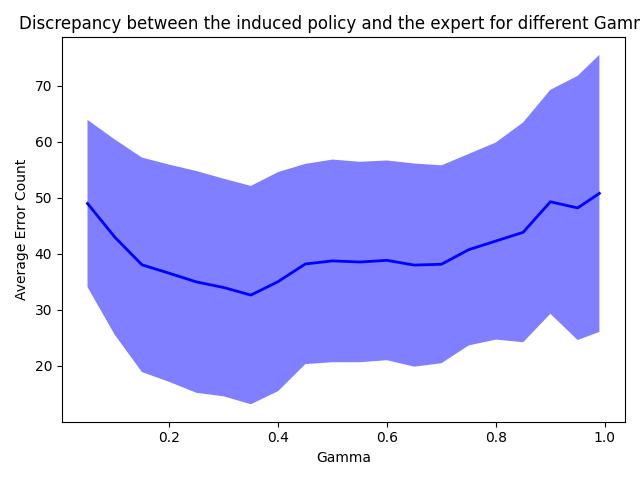 Discrepancy between the induced policy and the expert for different Gamm
70
60
50
40
30
20
Average Error Count
0.2 0.4 0.6 0.8 1.0
Gamma